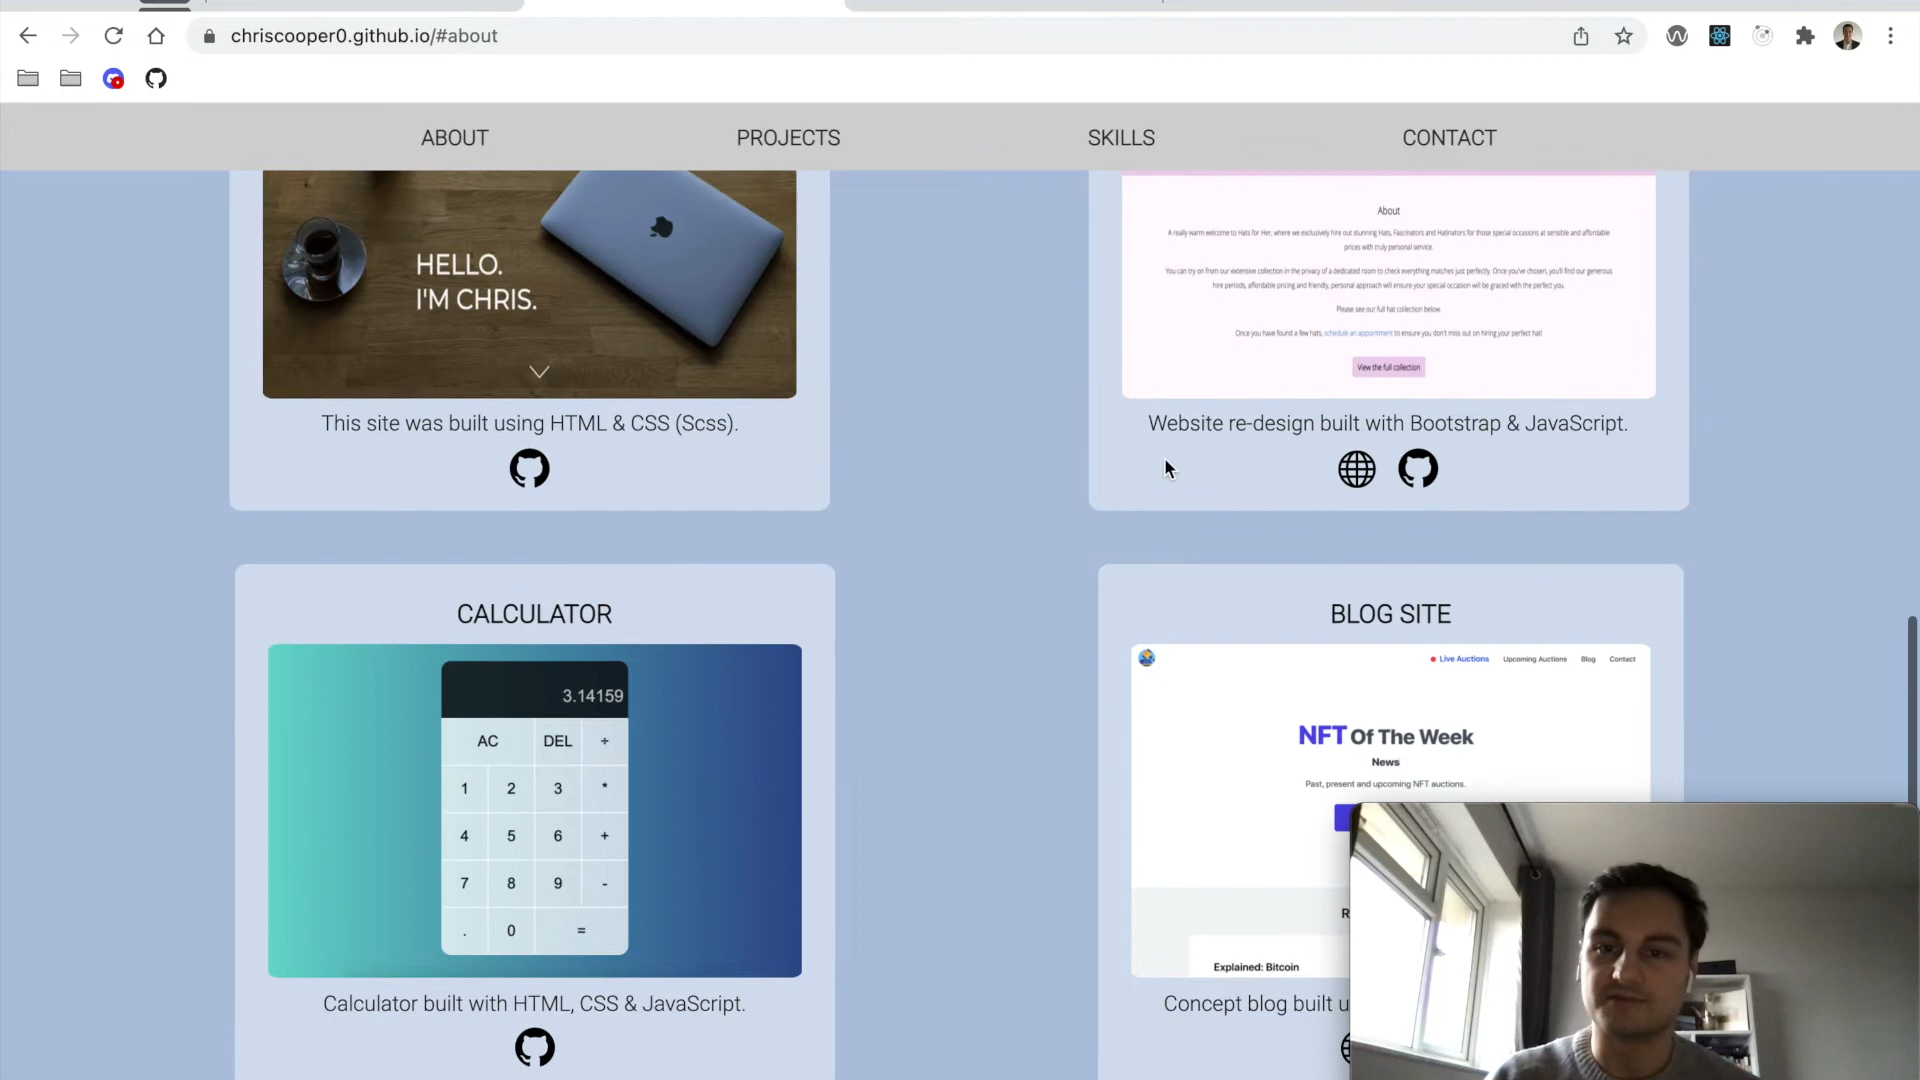 chriscooper0.github.io/#about
ABOUT
PROJECTS
SKILLS
CONTACT
HELLO.
I'M CHRIS.
This site was built using HTML & CSS (Scss).
About
A really warm welcome to Hats for Her, where we exclusively hire out stunning Hats, Fascinators and Hatinators for those special occasions at sensible and affordable
prices with truly personal service.
You can try on from our extensive collection in the privacy of a dedicated room to check everything matches just perfectly. Once you've chosen, you'll find our generous
hire periods, affordable pricing and friendly, personal approach will ensure your special occasion will be graced with the perfect you.
Please see our full hat collection below.
Once you have found a few hats, schedule an appointment to ensure you don't miss out on hiring your perfect hat!
View the full collection
Website re-design built with Bootstrap & JavaScript.
CALCULATOR
3.14159
AC DEL ÷
1 2 3 *
4 5 6 +
7 8 9 -
. 0 =
Calculator built with HTML, CSS & JavaScript.
BLOG SITE
Live Auctions
Upcoming Auctions
Blog
Contact
NFT Of The Week
News
Past, present and upcoming NFT auctions.
R
Explained: Bitcoin
Concept blog built u